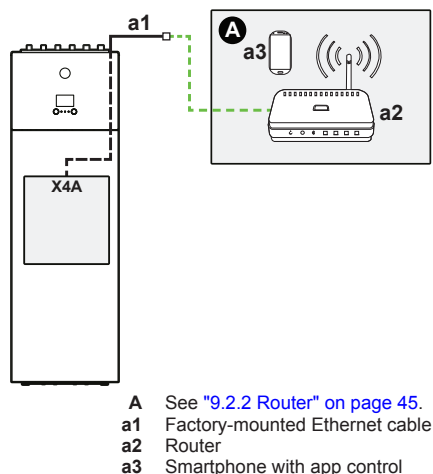 a1
A
a3
a2
X4A
A See "9.2.2 Router" on page 45.
a1 Factory-mounted Ethernet cable
a2 Router
a3 Smartphone with app control